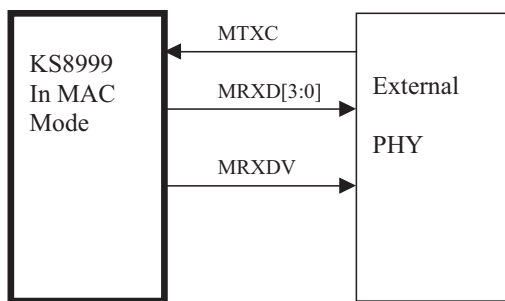 KS8999
In MAC
Mode
MTXC
MRXD[3:0]
MRXDV
External
PHY